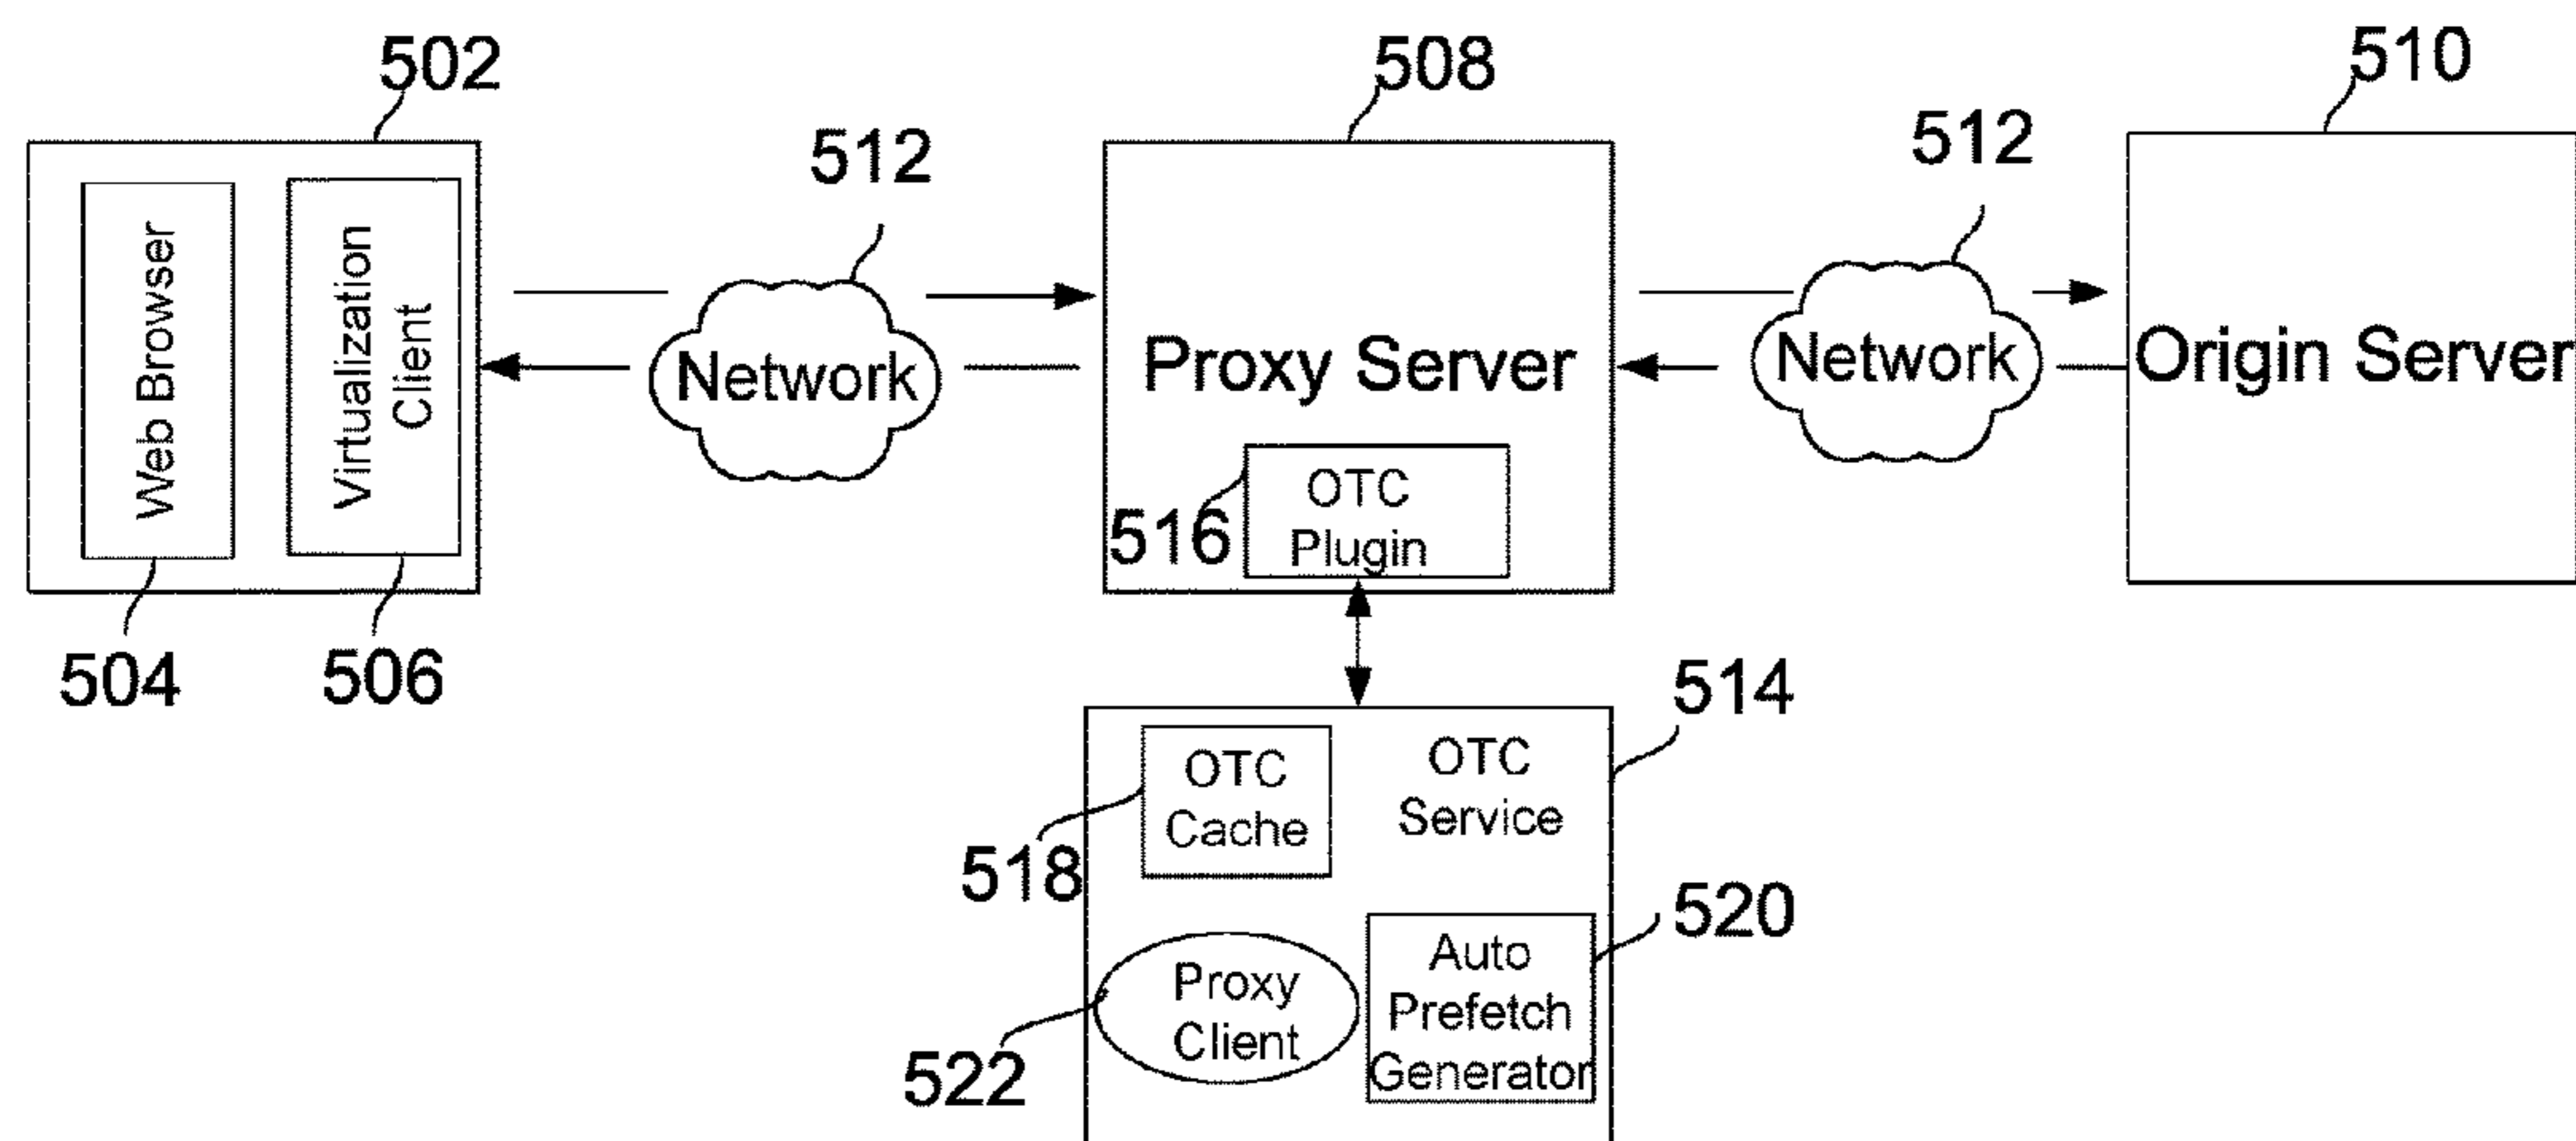 502
508
510
512
512
Web Browser
Virtualization
Client
Network
Proxy Server
Network
Origin Server
OTC
Plugin
516
504
506
514
OTC
Cache
OTC
Service
518
520
Proxy
Client
Auto
Prefetch
Generator
522